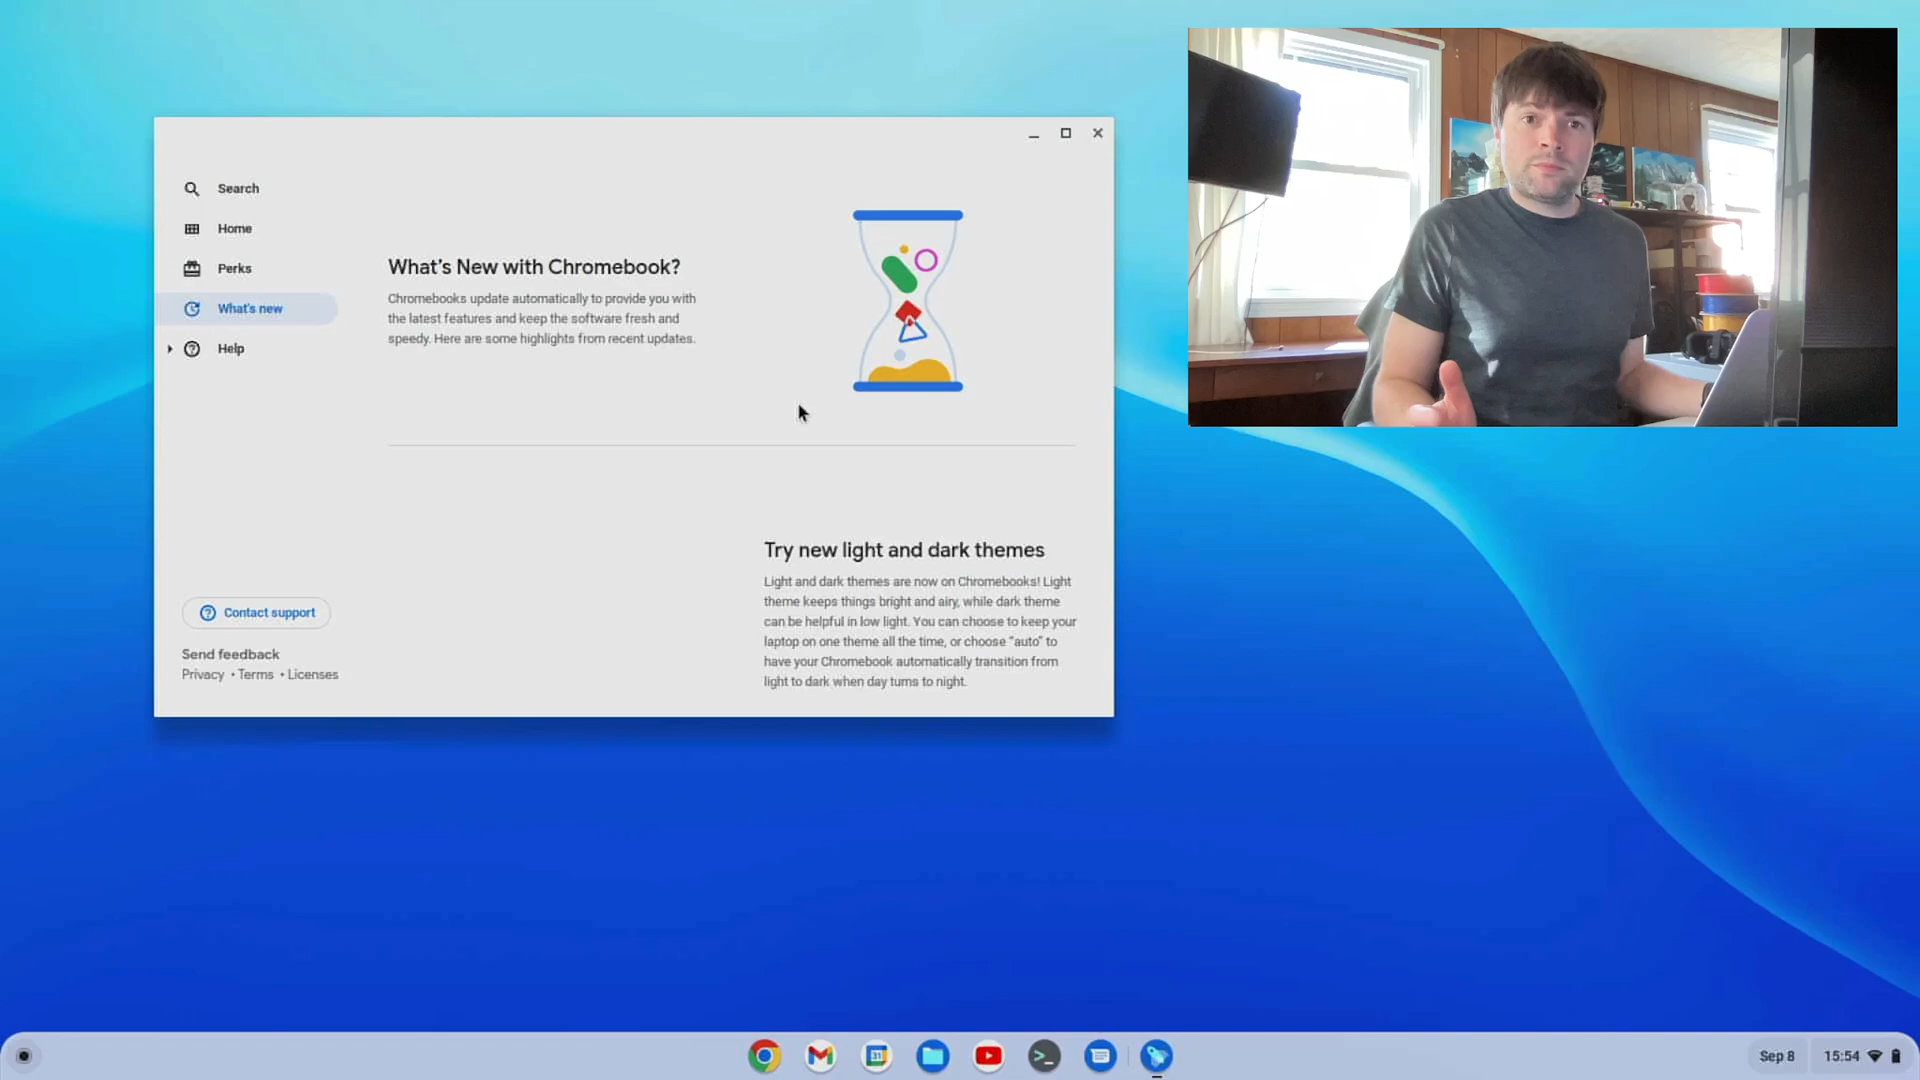 Search
Home
Perks
What's new
Help
Contact support
Send feedback
Privacy • Terms • Licenses
What's New with Chromebook?
Chromebooks update automatically to provide you with
the latest features and keep the software fresh and
speedy. Here are some highlights from recent updates.
Try new light and dark themes
Light and dark themes are now on Chromebooks! Light
theme keeps things bright and airy, while dark theme
can be helpful in low light. You can choose to keep your
laptop on one theme all the time, or choose “auto” to
have your Chromebook automatically transition from
light to dark when day turns to night.
31
Sep 8
15:54